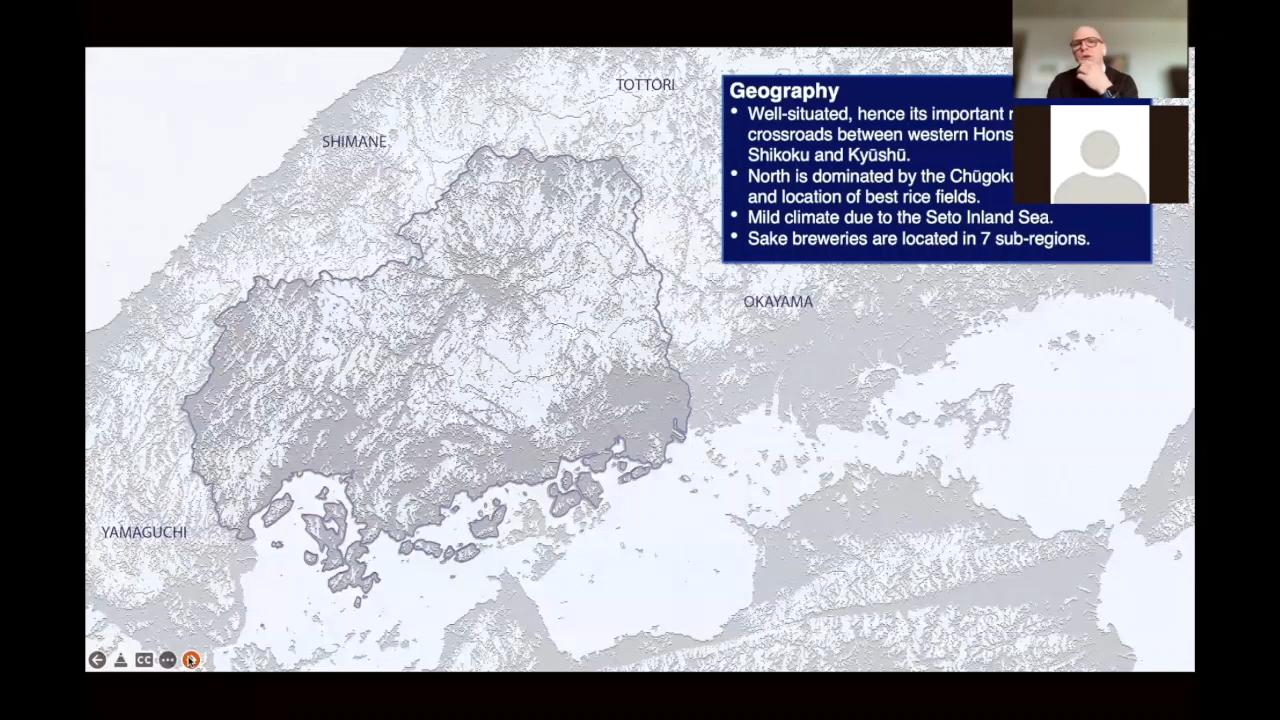 TOTTORI
SHIMANE
Geography
• Well-situated, hence its important
crossroads between western
Shikoku and Kyūshū.
• North is dominated by the
and location of best rice fields.
• Mild climate due to the Seto Inland Sea.
• Sake breweries are located in 7 sub-regions.
OKAYAMA
YAMAGUCHI
CC